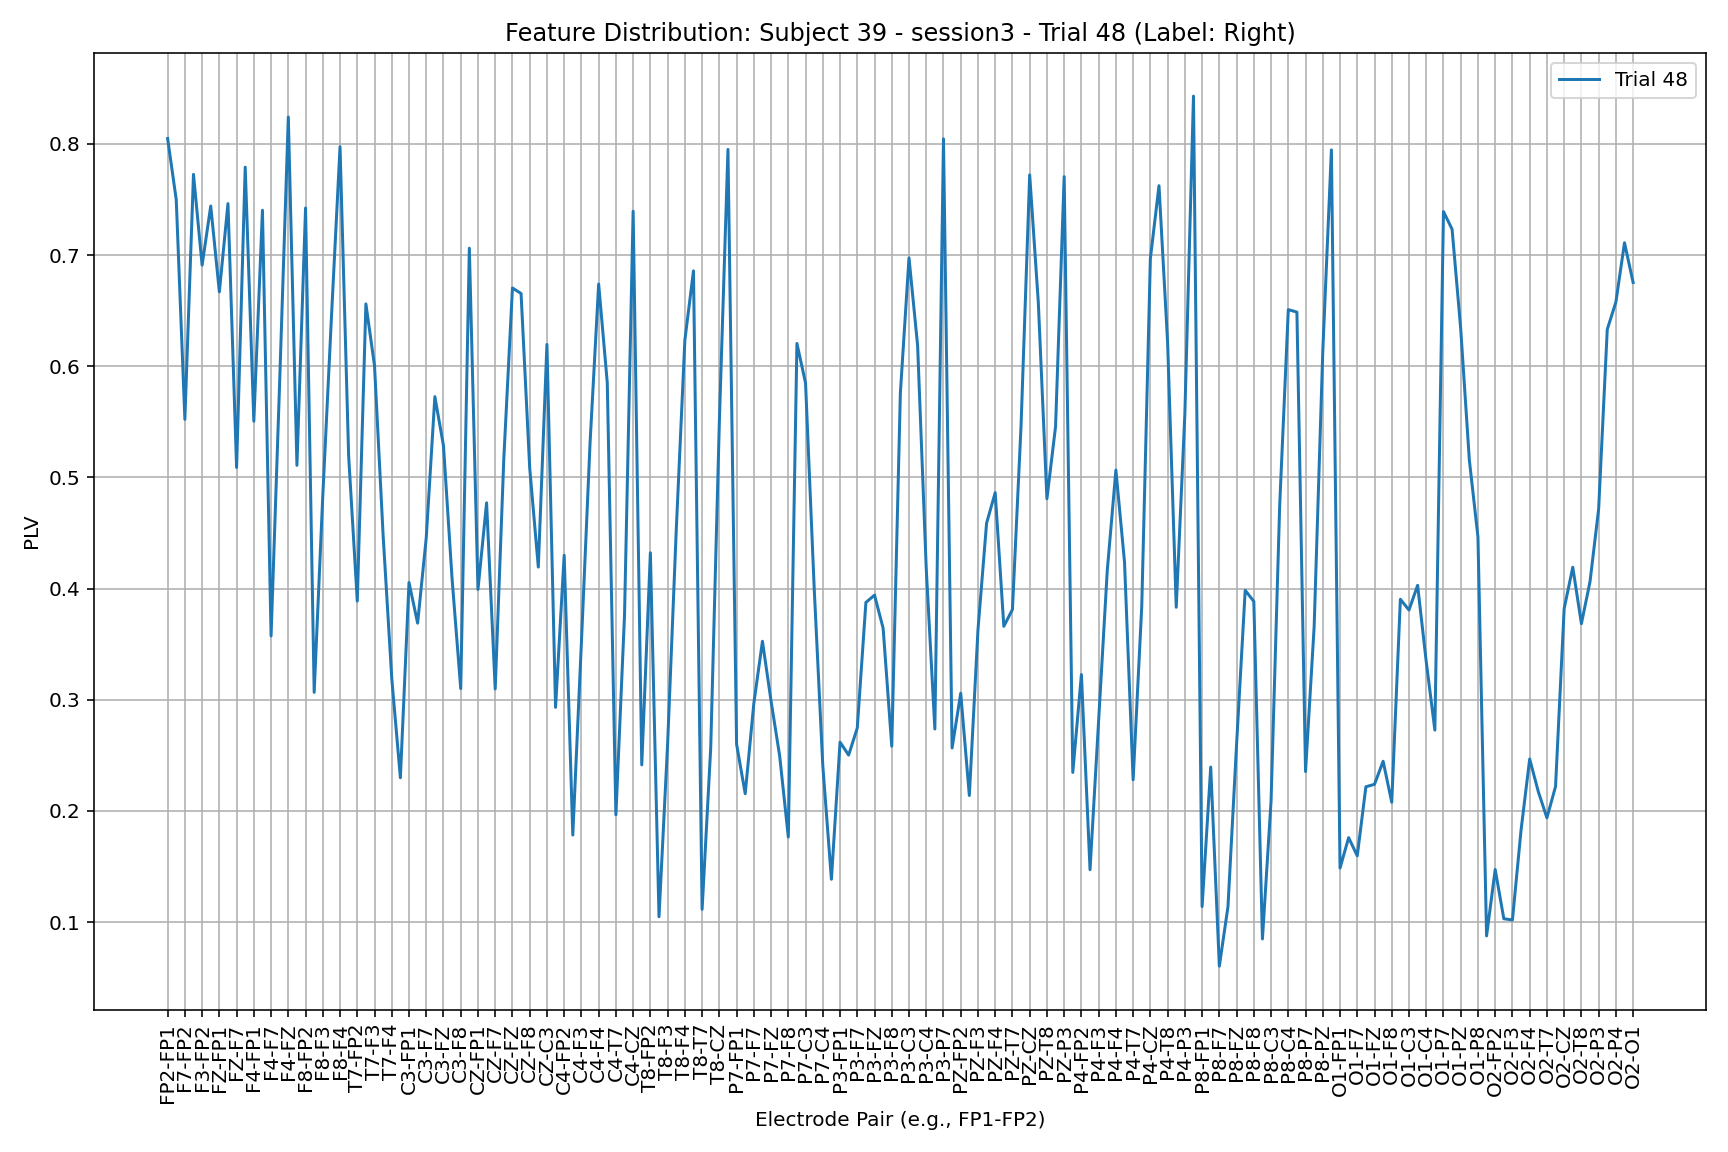 Feature Distribution: Subject 39 - session3 - Trial 48 (Label: Right)
Trial 48
PLV
0.8
0.7
0.6
0.5
0.4
0.3
0.2
0.1
FP2-FP1
F7-FP2
F3-FP2
FZ-FP1
FZ-F7
F4-FP1
F4-F7
F4-FZ
F8-FP2
F8-F3
F8-F4
T7-FP2
T7-F3
T7-F4
C3-FP1
C3-F7
C3-FZ
C3-F8
CZ-FP1
CZ-F7
CZ-FZ
CZ-F8
CZ-C3
C4-FP2
C4-F3
C4-F4
C4-T7
C4-CZ
T8-FP2
T8-F3
T8-F4
T8-T7
T8-CZ
P7-FP1
P7-F7
P7-FZ
P7-F8
P7-C3
P7-C4
P3-FP1
P3-F7
P3-FZ
P3-F8
P3-C3
P3-C4
P3-P7
PZ-FP2
PZ-F3
PZ-F4
PZ-T7
PZ-CZ
PZ-T8
PZ-P3
P4-FP2
P4-F3
P4-F4
P4-T7
P4-CZ
P4-T8
P4-P3
P8-FP1
P8-F7
P8-FZ
P8-F8
P8-C3
P8-C4
P8-P7
P8-PZ
O1-FP1
O1-F7
O1-FZ
O1-F8
O1-C3
O1-C4
O1-P7
O1-PZ
O1-P8
O2-FP2
O2-F3
O2-F4
O2-T7
O2-CZ
O2-T8
O2-P3
O2-P4
O2-O1
Electrode Pair (e.g., FP1-FP2)